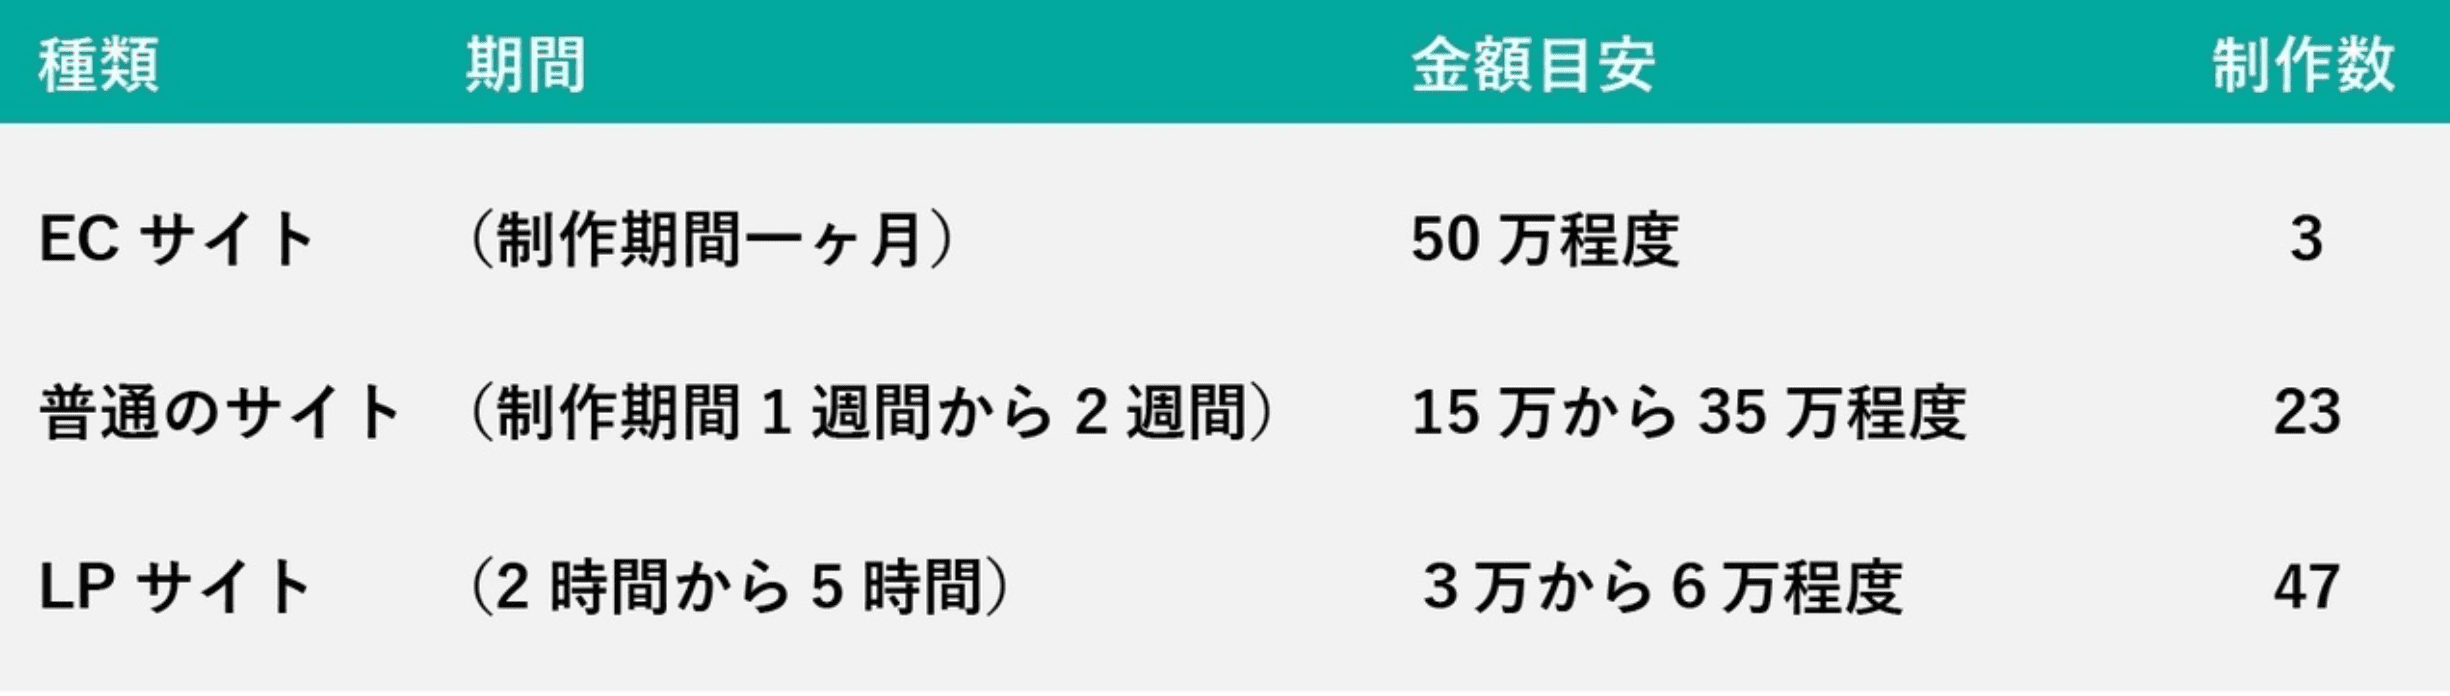 種類 期間 金額目安 制作数
EC サイト （制作期間一ヶ月） 50 万程度 3
普通のサイト （制作期間 1 週間から 2 週間） 15 万から 35 万程度 23
LP サイト （2 時間から 5 時間） 3 万から 6 万程度 47